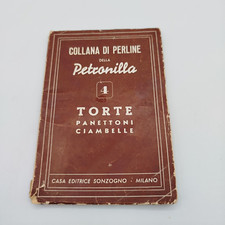 COLLANA DI PERLINE
DELLA
Petronilla
4
TORTE
PANETTONI
CIAMBELLE
CASA EDITRICE SONZOGNO - MILANO